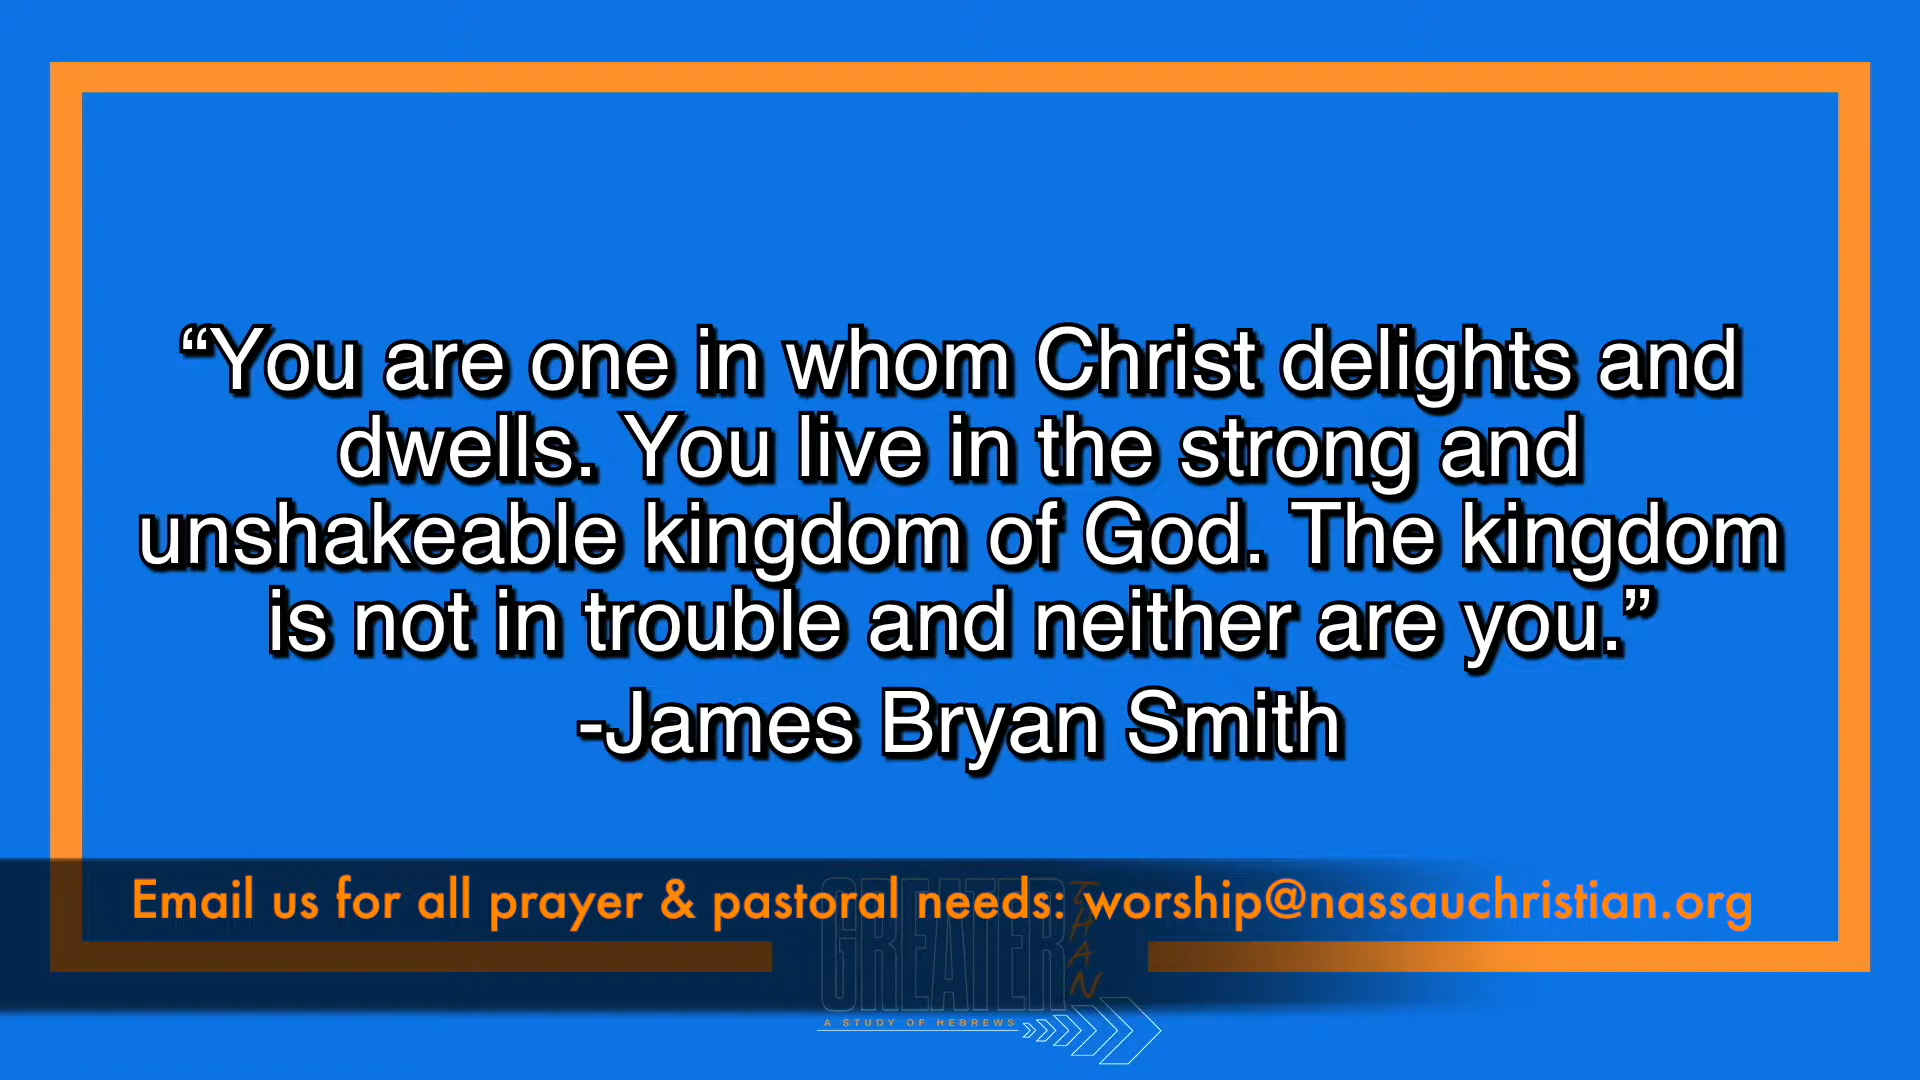 “You are one in whom Christ delights and
dwells. You live in the strong and
unshakeable kingdom of God. The kingdom
is not in trouble and neither are you.”
-James Bryan Smith
Email us for all prayer & pastoral needs: worship@nassauchristian.org
GREATER
THAN
A STUDY OF HEBREWS